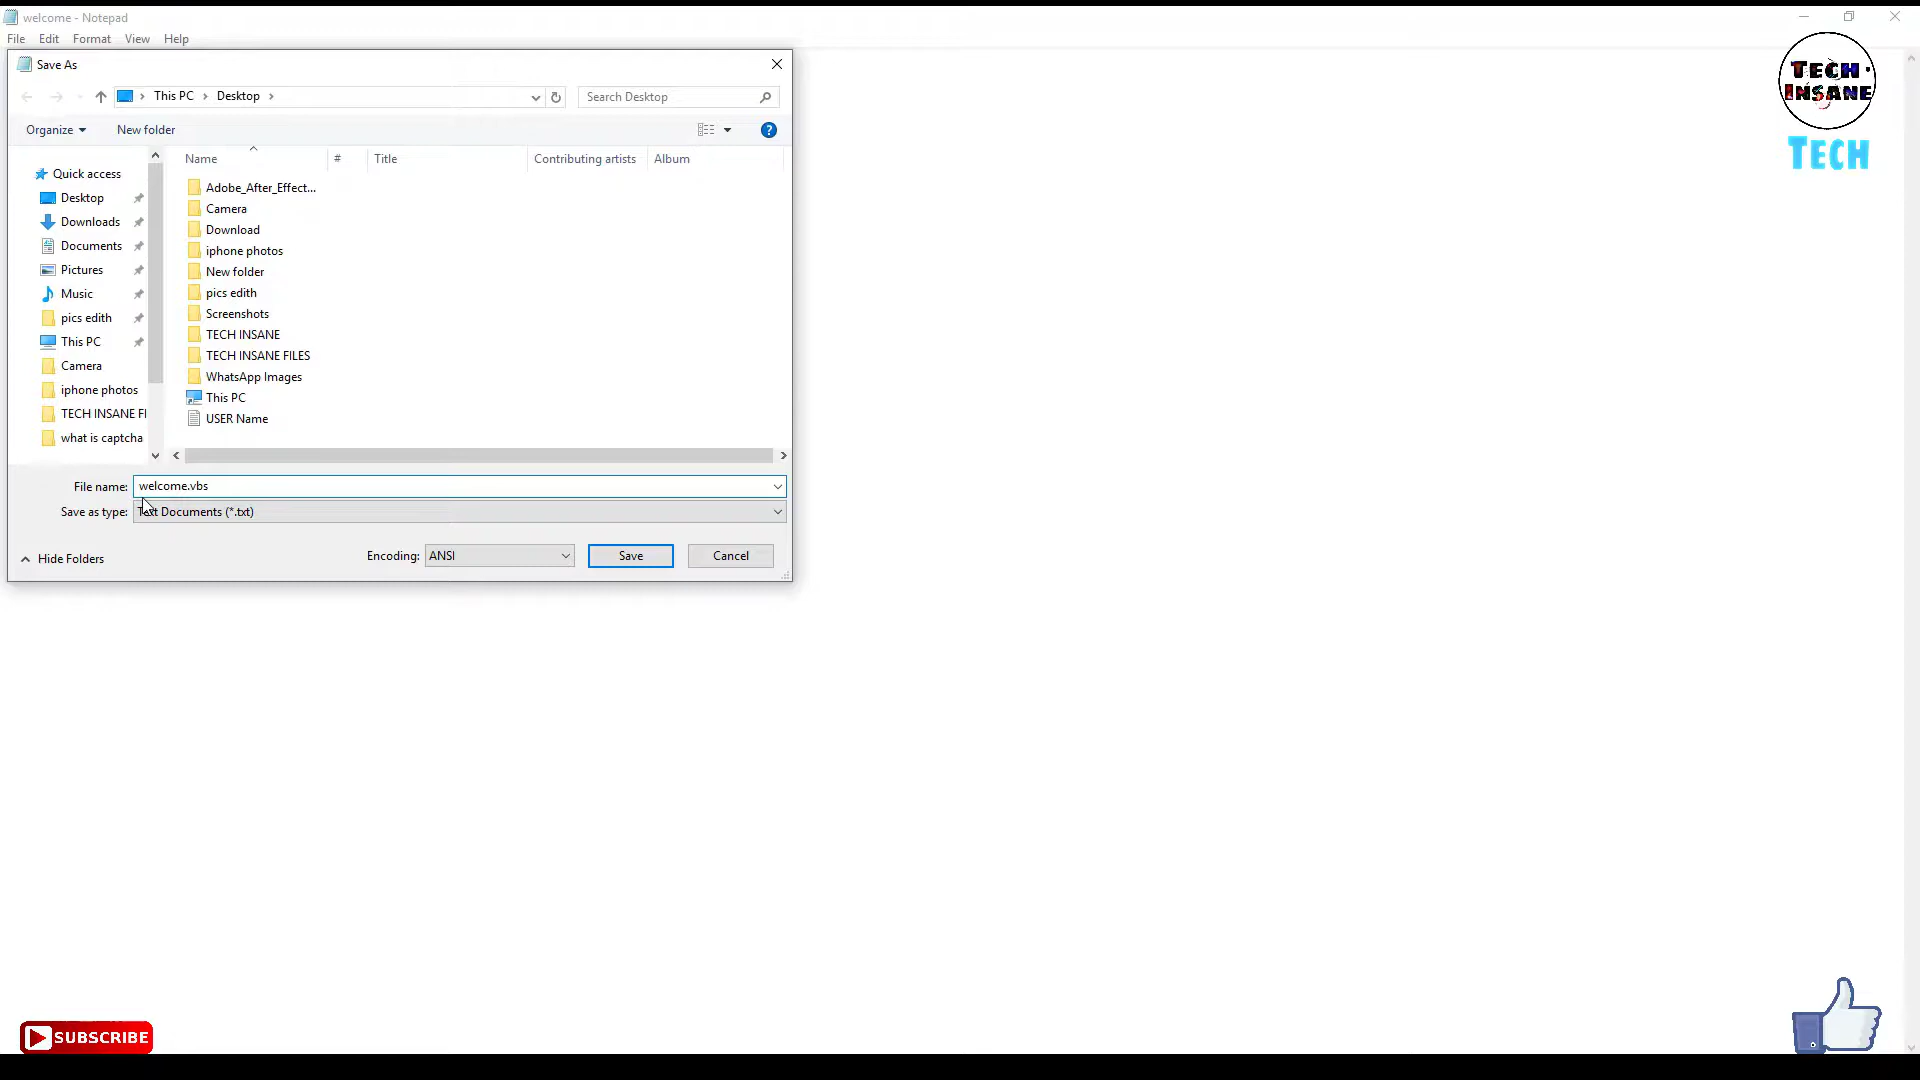 welcome - Notepad
File Edit Format View Help
Save As
This PC > Desktop >
Search Desktop
Organize
New folder
Name # Title Contributing artists Album
Quick access
Desktop
Downloads
Documents
Pictures
Music
pics edith
This PC
Camera
iphone photos
TECH INSANE FI
what is captcha
Adobe_After_Effect...
Camera
Download
iphone photos
New folder
pics edith
Screenshots
TECH INSANE
TECH INSANE FILES
WhatsApp Images
This PC
USER Name
File name: welcome.vbs
Save as type: Text Documents (*.txt)
Hide Folders
Encoding: ANSI
Save
Cancel
TECH
INSANE
TECH
SUBSCRIBE